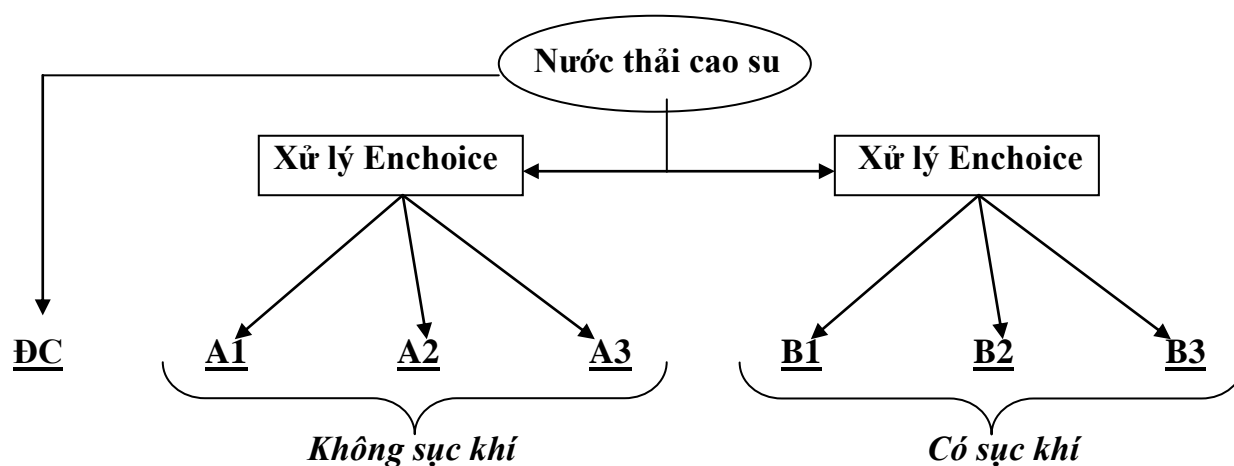 Nước thải cao su
Xử lý Enchoice
Xử lý Enchoice
ĐC
A1
A2
A3
B1
B2
B3
Không sục khí
Có sục khí